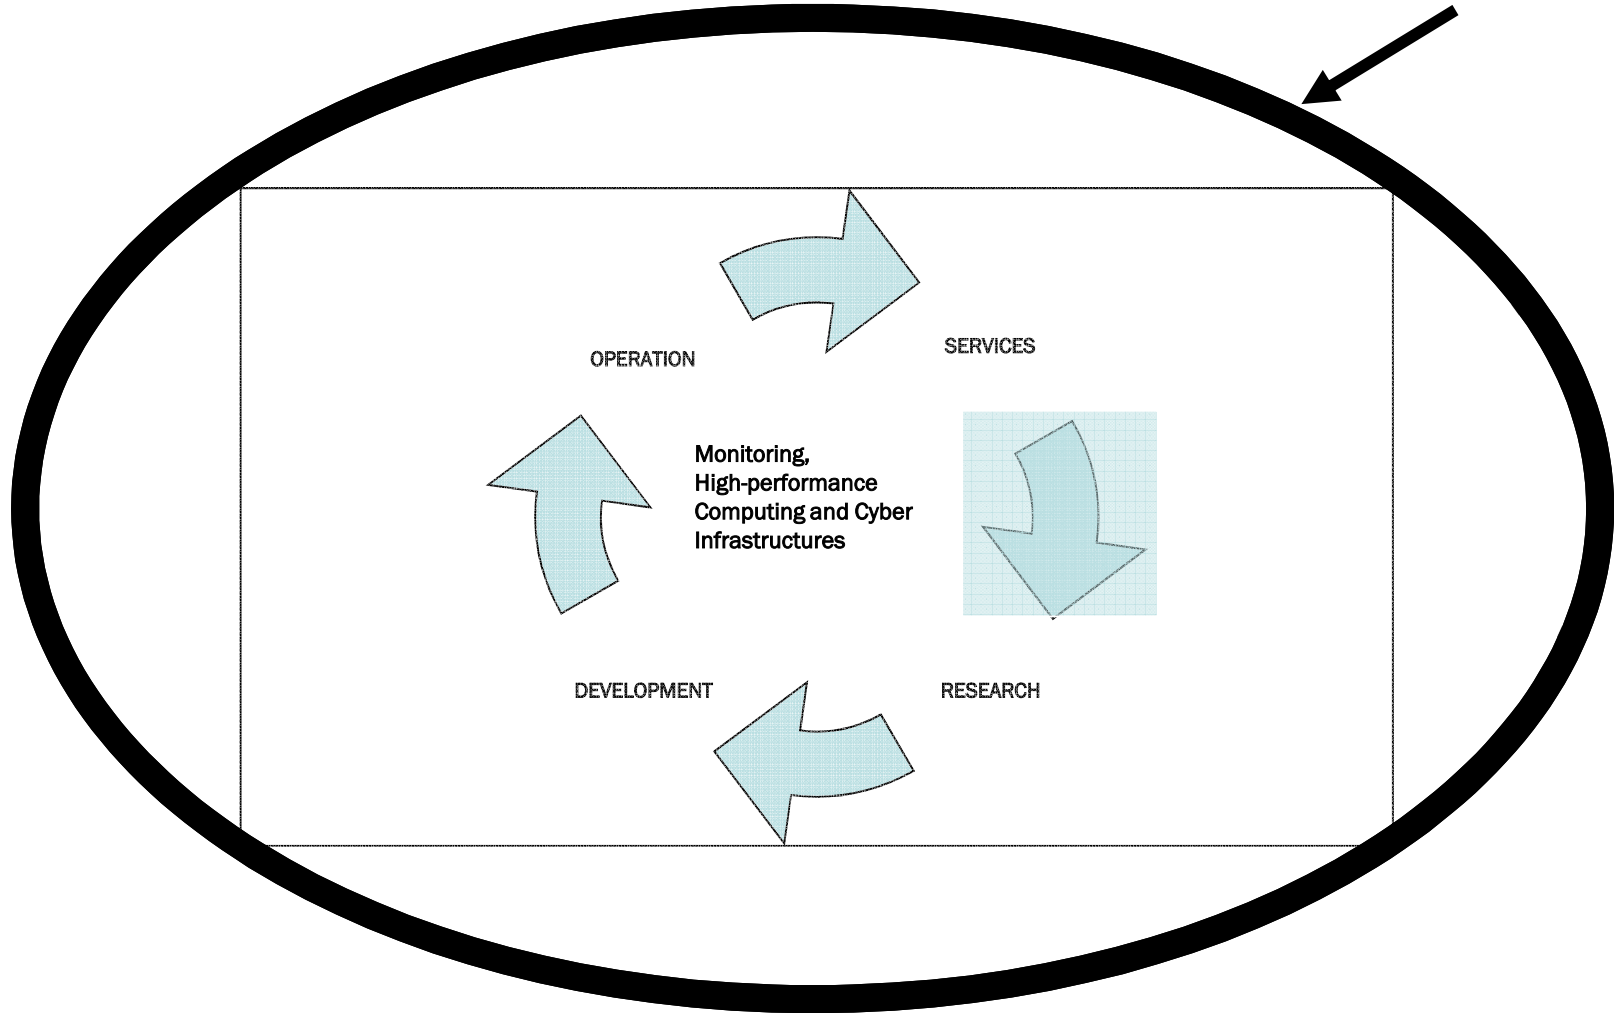 OPERATION
SERVICES
Monitoring,
High-performance
Computing and Cyber
Infrastructures
DEVELOPMENT
RESEARCH